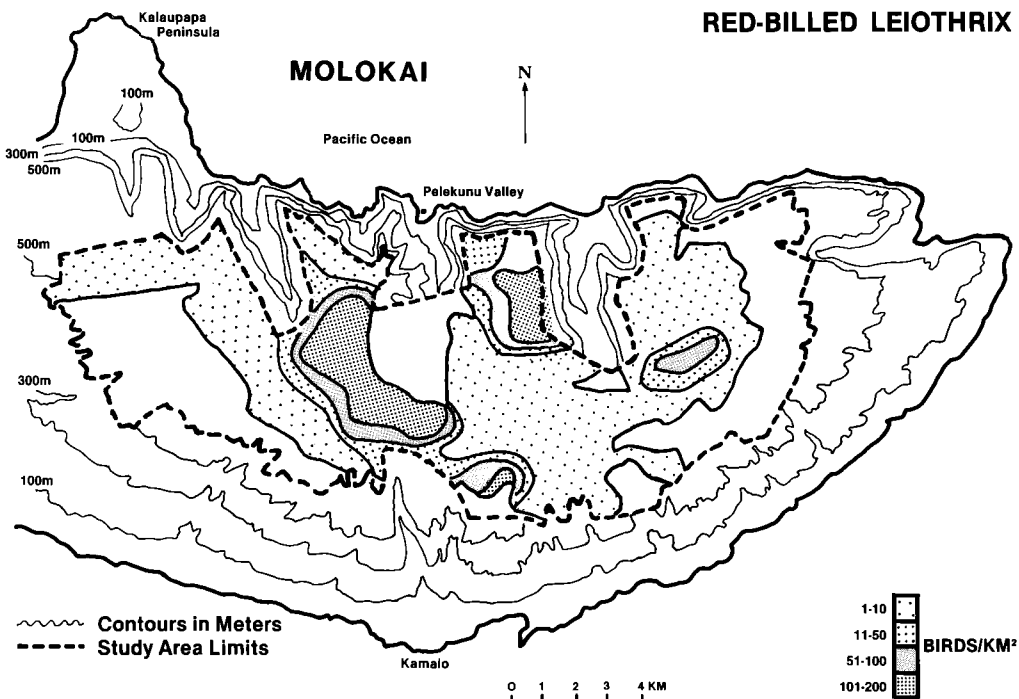 Kalaupapa
Peninsula
RED-BILLED LEIOTHRIX
MOLOKAI
N
100m
100m
Pacific Ocean
300m
500m
Pelekunu Valley
500m
300m
100m
Contours in Meters
Study Area Limits
Kamalo
1-10
11-50
51-100
101-200
BIRDS/KM²
0 1 2 3 4 KM